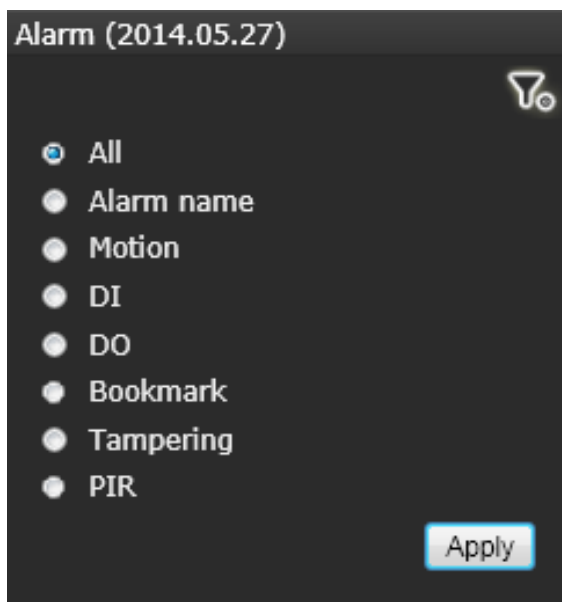 Alarm (2014.05.27)
All
Alarm name
Motion
DI
DO
Bookmark
Tampering
PIR
Apply